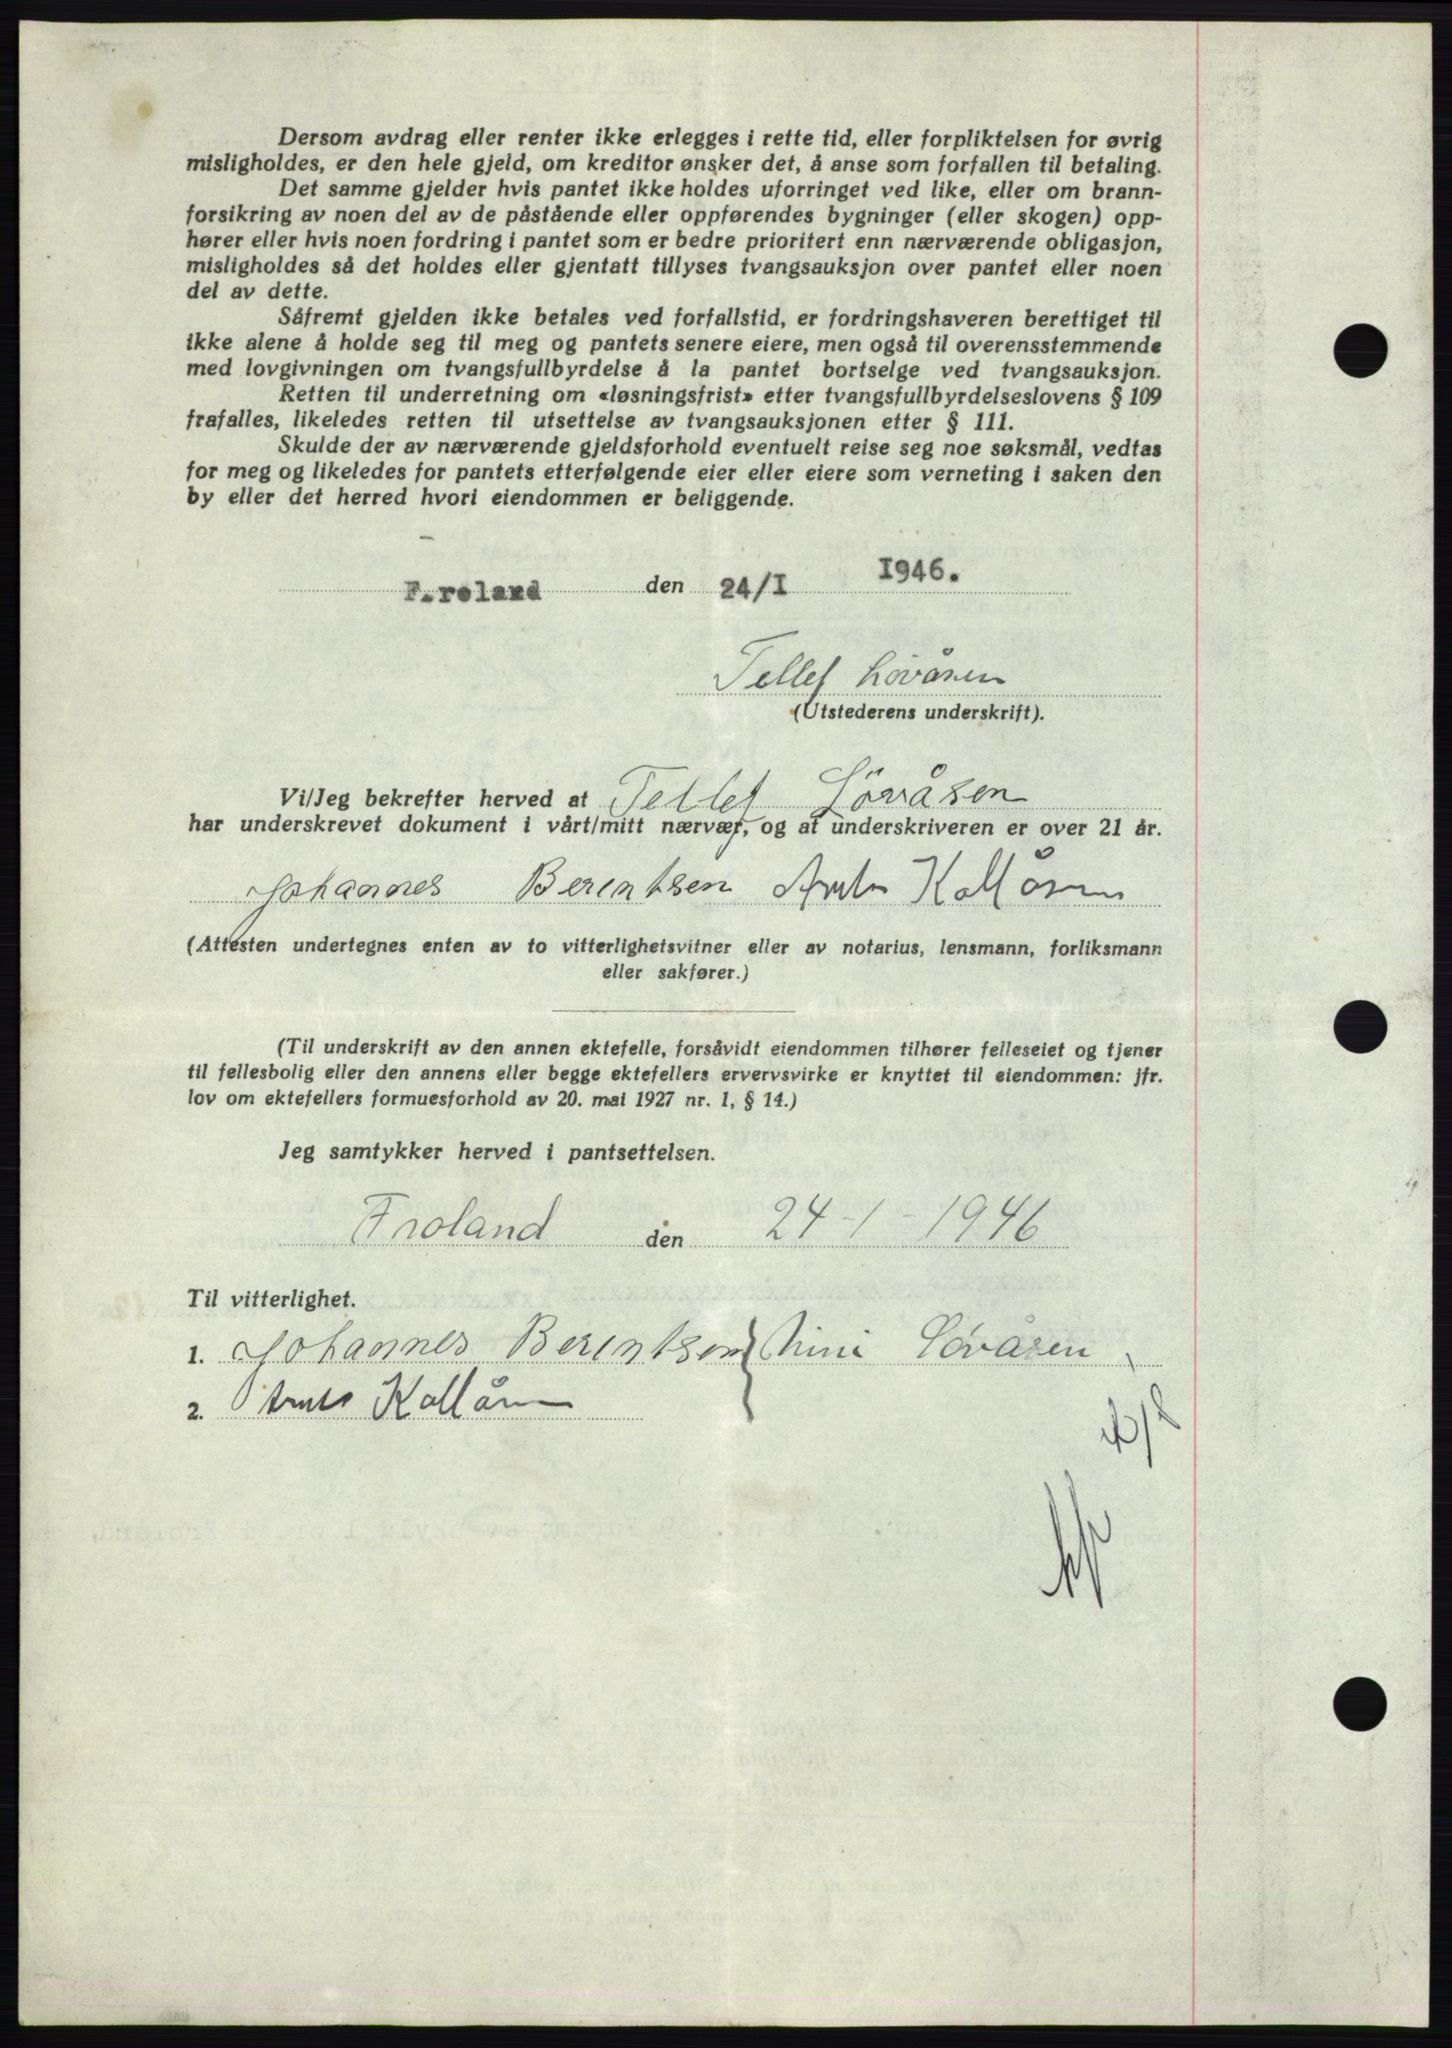 Dersom avdrag eller renter ikke erlegges i rette tid, eller forpliktelsen for øvrig
misligholdes, er den hele gjeld, om kreditor ønsker det, å anse som forfallen til betaling.
Det samme gjelder hvis pantet ikke holdes uforringet ved like, eller om brann-
forsikring av noen del av de påstående eller oppførendes bygninger (eller skogen) opp-
hører eller hvis noen fordring i pantet som er bedre prioritert enn nærværende obligasjon,
misligholdes så det holdes eller gjentatt tillyses tvangsauksjon over pantet eller noen
del av dette.
Såfremt gjelden ikke betales ved forfallstid, er fordringshaveren berettiget til
ikke alene å holde seg til meg og pantets senere eiere, men også til overensstemmende
med lovgivningen om tvangsfullbyrdelse å la pantet bortselge ved tvangsauksjon.
Retten til underretning om «løsningsfrist» etter tvangsfullbyrdelseslovens § 109
frafalles, likeledes retten til utsettelse av tvangsauksjonen etter § 111.
Skulde der av nærværende gjeldsforhold eventuelt reise seg noe søksmål, vedtas
for meg og likeledes for pantets etterfølgende eier eller eiere som verneting i saken den
by eller det herred hvori eiendommen er beliggende.
F.roland den 24/I 1946.
Tellef Lövåsen
(Utstederens underskrift).
Vi/Jeg bekrefter herved at Tellef Lövåsen
har underskrevet dokument i vårt/mitt nærvær, og at underskriveren er over 21 år.
Johannes Berentsen Kallåsen
(Attesten undertegnes enten av to vitterlighetsvitner eller av notarius, lensmann, forliksmann
eller sakfører.)
(Til underskrift av den annen ektefelle, forsåvidt eiendommen tilhører felleseiet og tjener
til fellesbolig eller den annens eller begge ektefellers ervervsvirke er knyttet til eiendommen: jfr.
lov om ektefellers formuesforhold av 20. mai 1927 nr. 1, § 14.)
Jeg samtykker herved i pantsettelsen.
Froland den 24-1-1946
Til vitterlighet.
1. Johannes Berentsen Lövåsen
2. Kallåsen